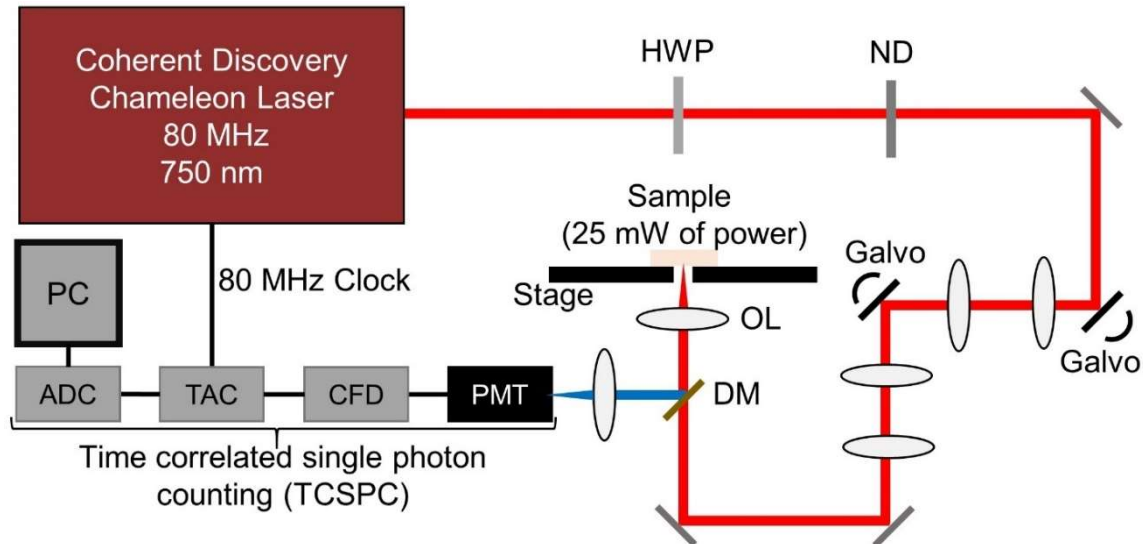 Coherent Discovery
Chameleon Laser
80 MHz
750 nm
HWP
ND
Sample
(25 mW of power)
Galvo
PC
80 MHz Clock
Stage
OL
Galvo
ADC
TAC
CFD
PMT
DM
Time correlated single photon
counting (TCSPC)